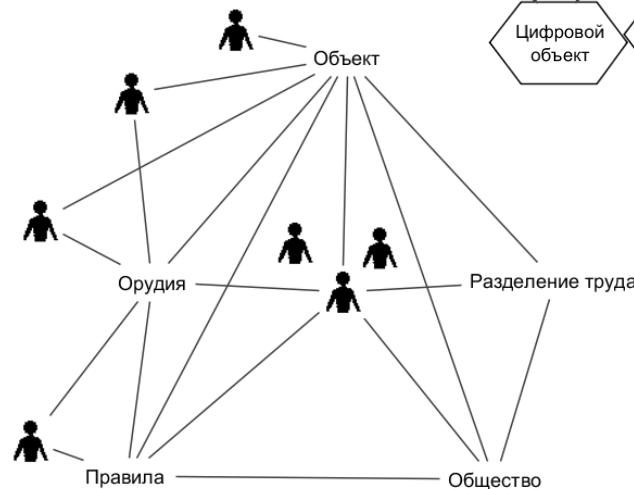 Цифровой
объект
Объект
Орудия
Разделение труда
Правила
Общество